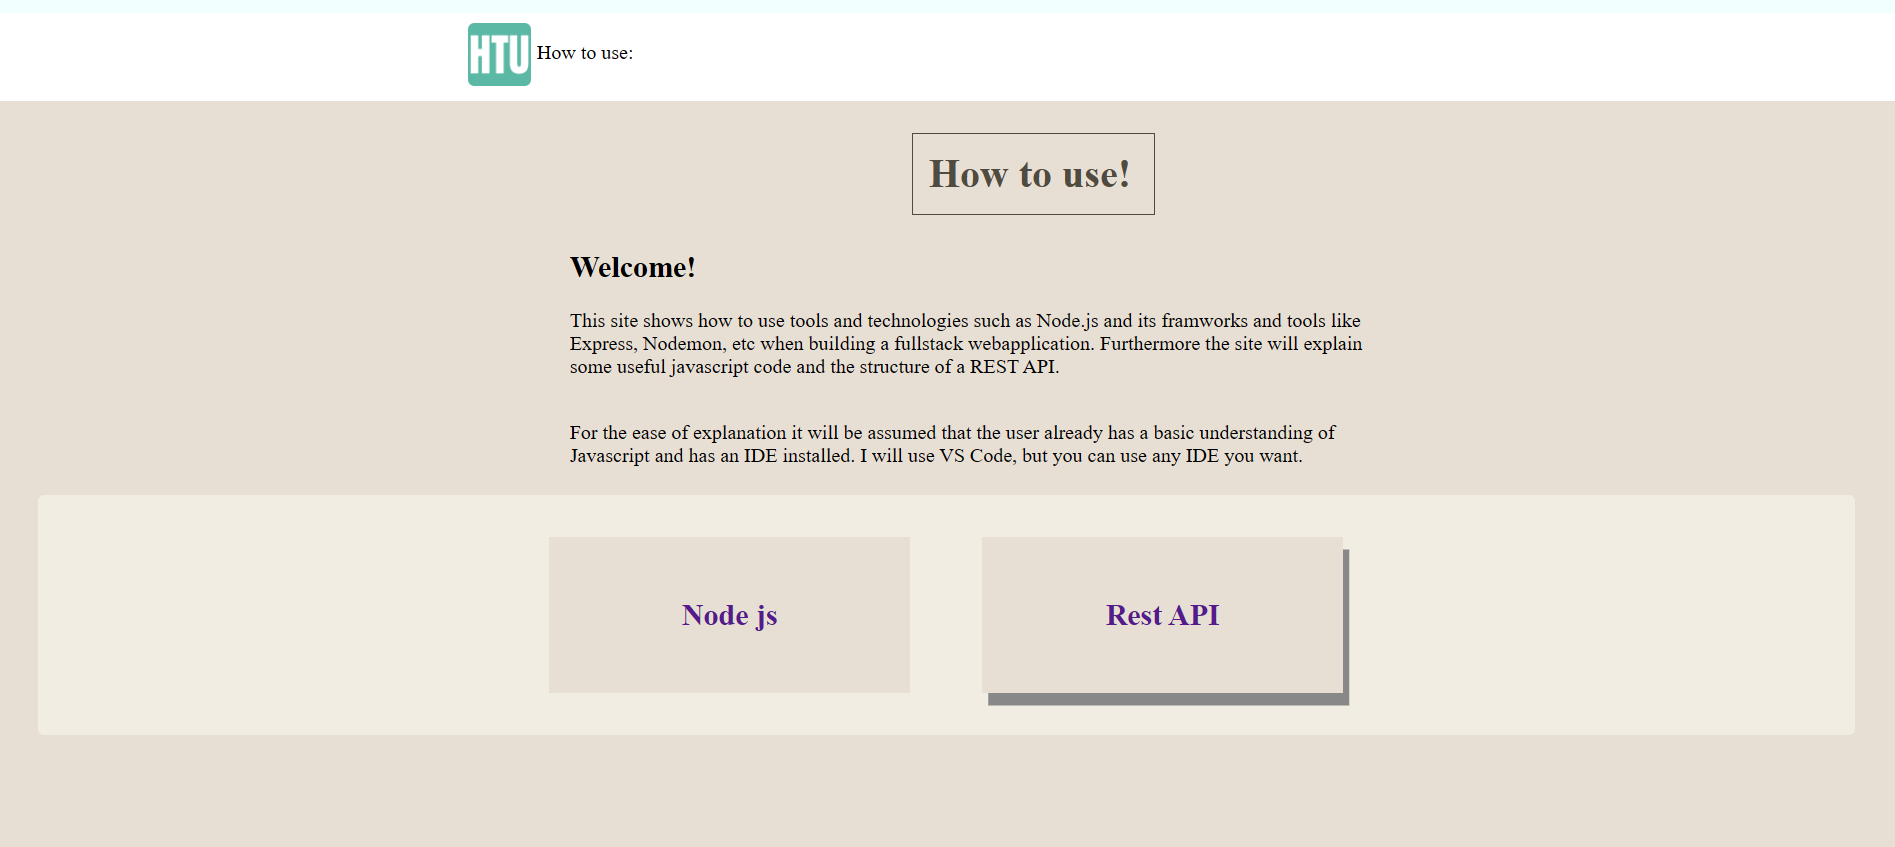 HTU How to use:
How to use!
Welcome!
This site shows how to use tools and technologies such as Node.js and its framworks and tools like
Express, Nodemon, etc when building a fullstack webapplication. Furthermore the site will explain
some useful javascript code and the structure of a REST API.
For the ease of explanation it will be assumed that the user already has a basic understanding of
Javascript and has an IDE installed. I will use VS Code, but you can use any IDE you want.
Node js
Rest API